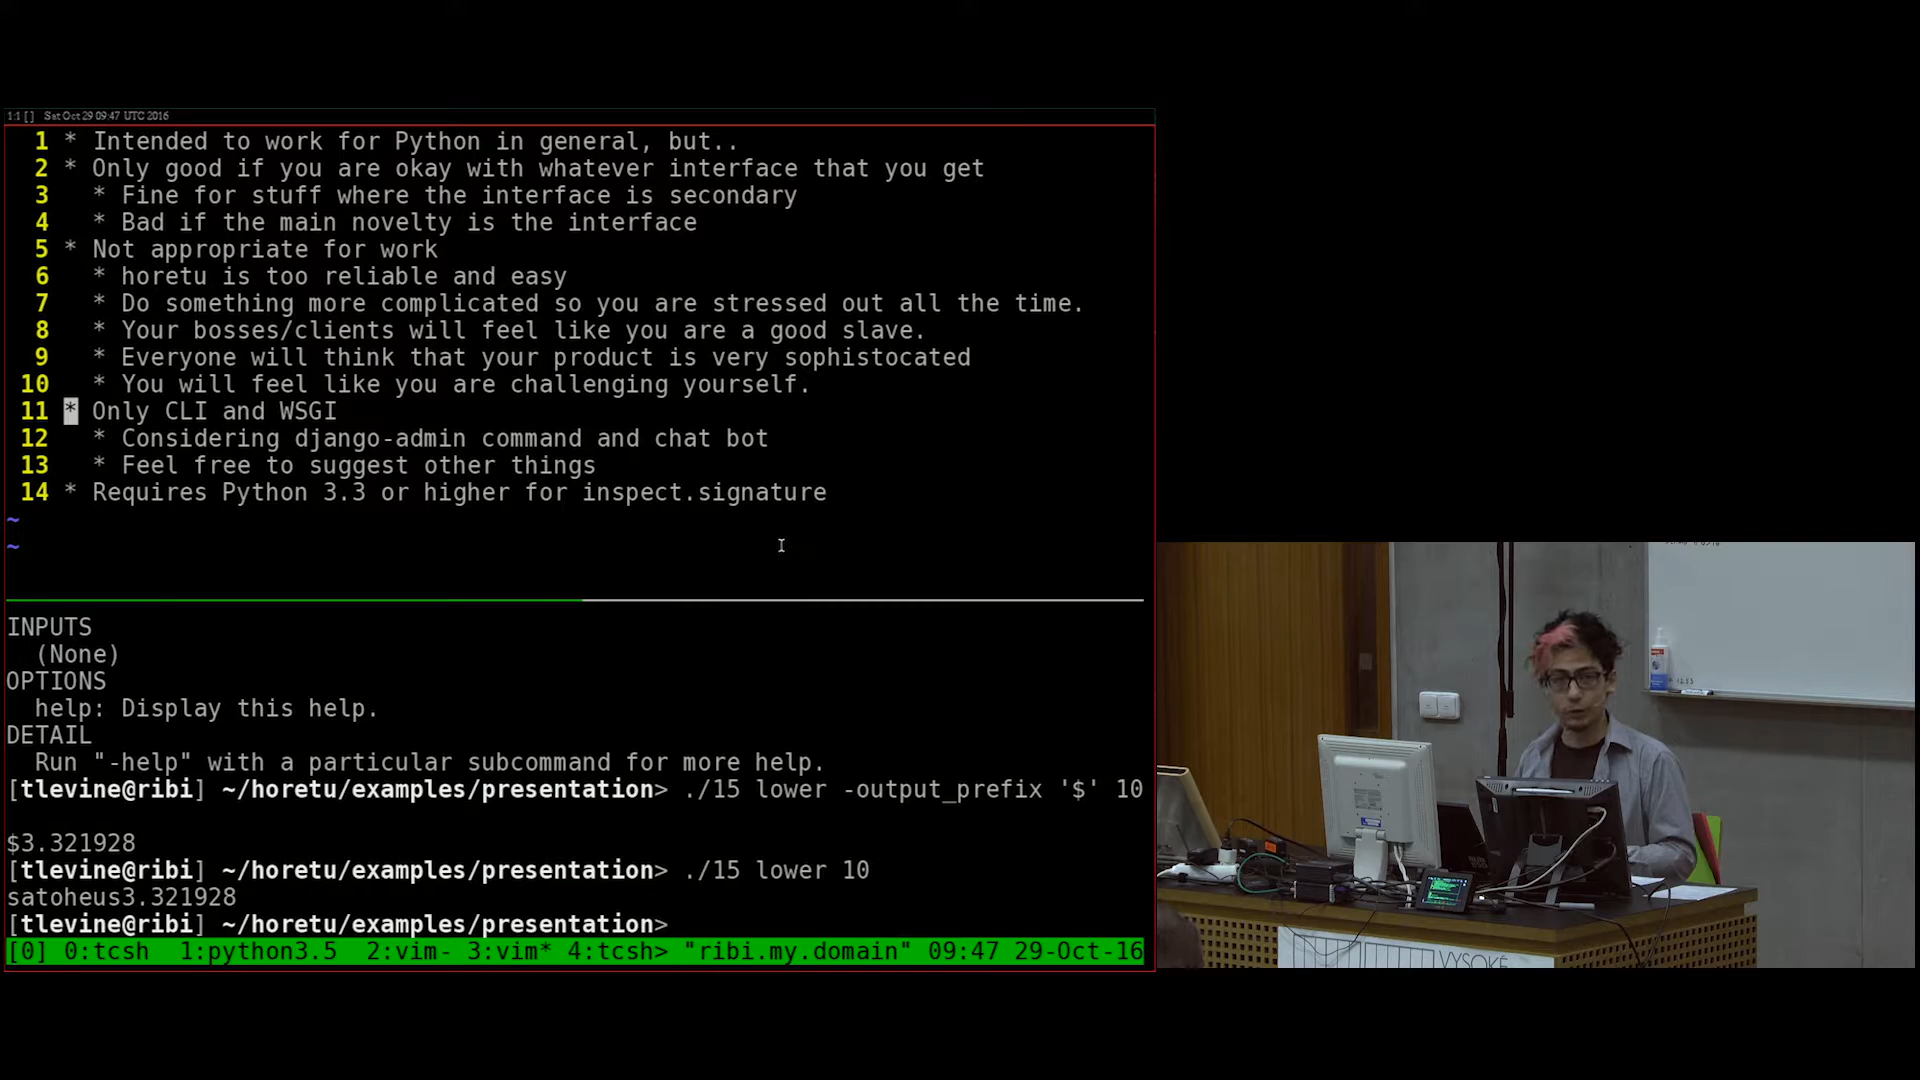 1:1 [ ] Sat Oct 29 09:47 UTC 2016
1 * Intended to work for Python in general, but..
2 * Only good if you are okay with whatever interface that you get
3 * Fine for stuff where the interface is secondary
4 * Bad if the main novelty is the interface
5 * Not appropriate for work
6 * horetu is too reliable and easy
7 * Do something more complicated so you are stressed out all the time.
8 * Your bosses/clients will feel like you are a good slave.
9 * Everyone will think that your product is very sophistocated
10 * You will feel like you are challenging yourself.
11 * Only CLI and WSGI
12 * Considering django-admin command and chat bot
13 * Feel free to suggest other things
14 * Requires Python 3.3 or higher for inspect.signature
~
~
INPUTS
(None)
OPTIONS
help: Display this help.
DETAIL
Run "-help" with a particular subcommand for more help.
[tlevine@ribi] ~/horetu/examples/presentation> ./15 lower -output_prefix '$' 10
$3.321928
[tlevine@ribi] ~/horetu/examples/presentation> ./15 lower 10
satoheus3.321928
[tlevine@ribi] ~/horetu/examples/presentation>
[0] 0:tcsh 1:python3.5 2:vim- 3:vim* 4:tcsh> "ribi.my.domain" 09:47 29-Oct-16
VYSOKÉ